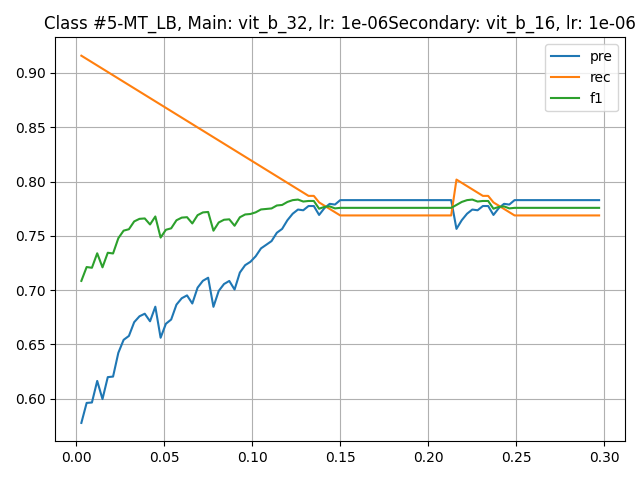 Class #5-MT_LB, Main: vit_b_32, lr: 1e-06Secondary: vit_b_16, lr: 1e-06
pre
rec
f1
0.90
0.85
0.80
0.75
0.70
0.65
0.60
0.00 0.05 0.10 0.15 0.20 0.25 0.30